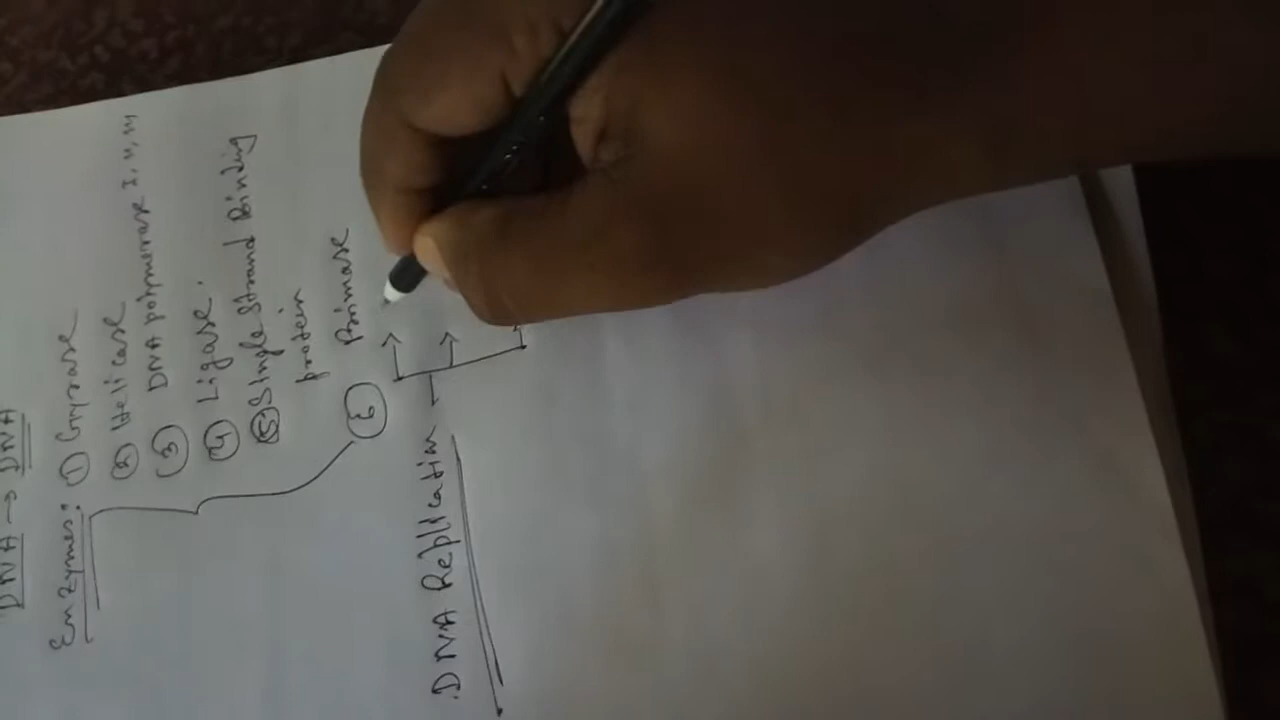 DNA → DNA
Enzymes: ① Gyrase
② Helicase
③ DNA polymerase I, II, III
④ Ligase.
⑤ Single Strand Binding
protein
⑥ Primase
DNA Replication